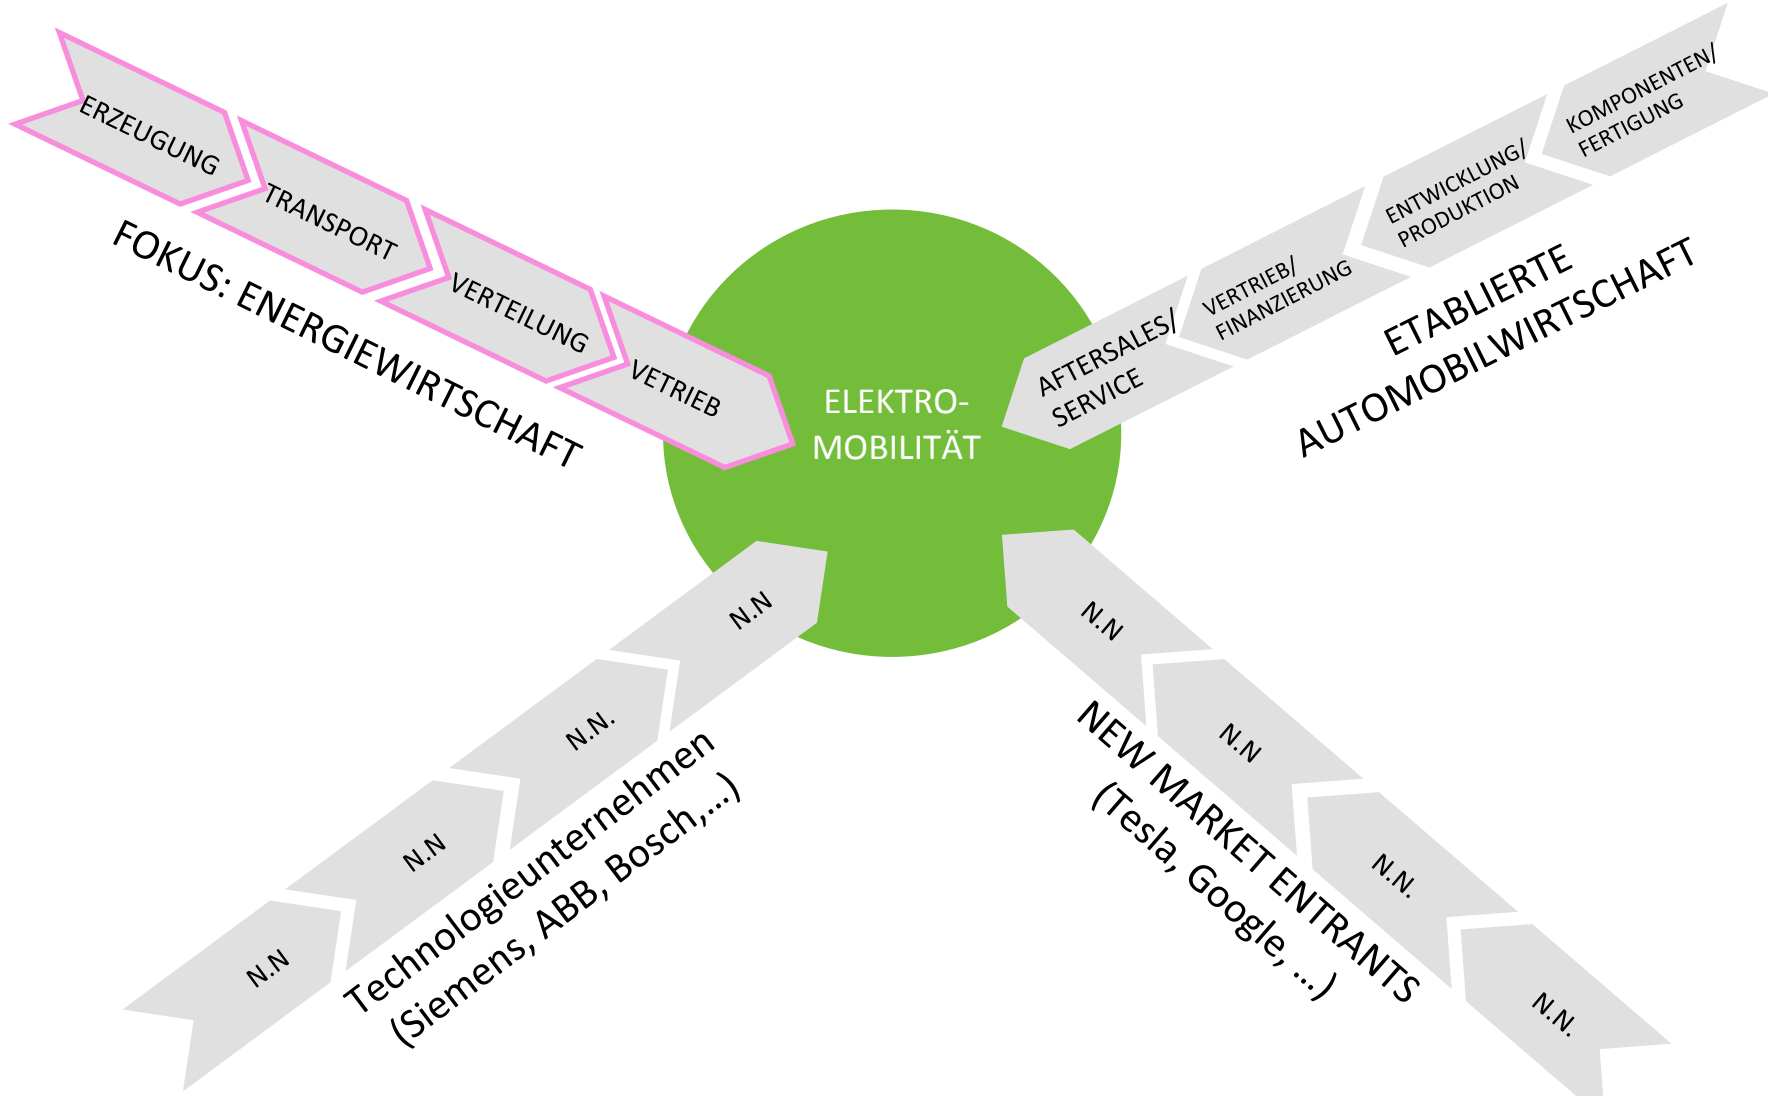 ERZEUGUNG
TRANSPORT
VERTEILUNG
VETRIEB
FOKUS: ENERGIEWIRTSCHAFT
KOMPONENTEN/
FERTIGUNG
ENTWICKLUNG/
PRODUKTION
VERTRIEB/
FINANZIERUNG
AFTERSALES/
SERVICE
ETABLIERTE
AUTOMOBILWIRTSCHAFT
ELEKTRO-
MOBILITÄT
N.N
N.N.
N.N
N.N
Technologieunternehmen
(Siemens, ABB, Bosch,...)
N.N
N.N
N.N.
N.N.
NEW MARKET ENTRANTS
(Tesla, Google, ...)